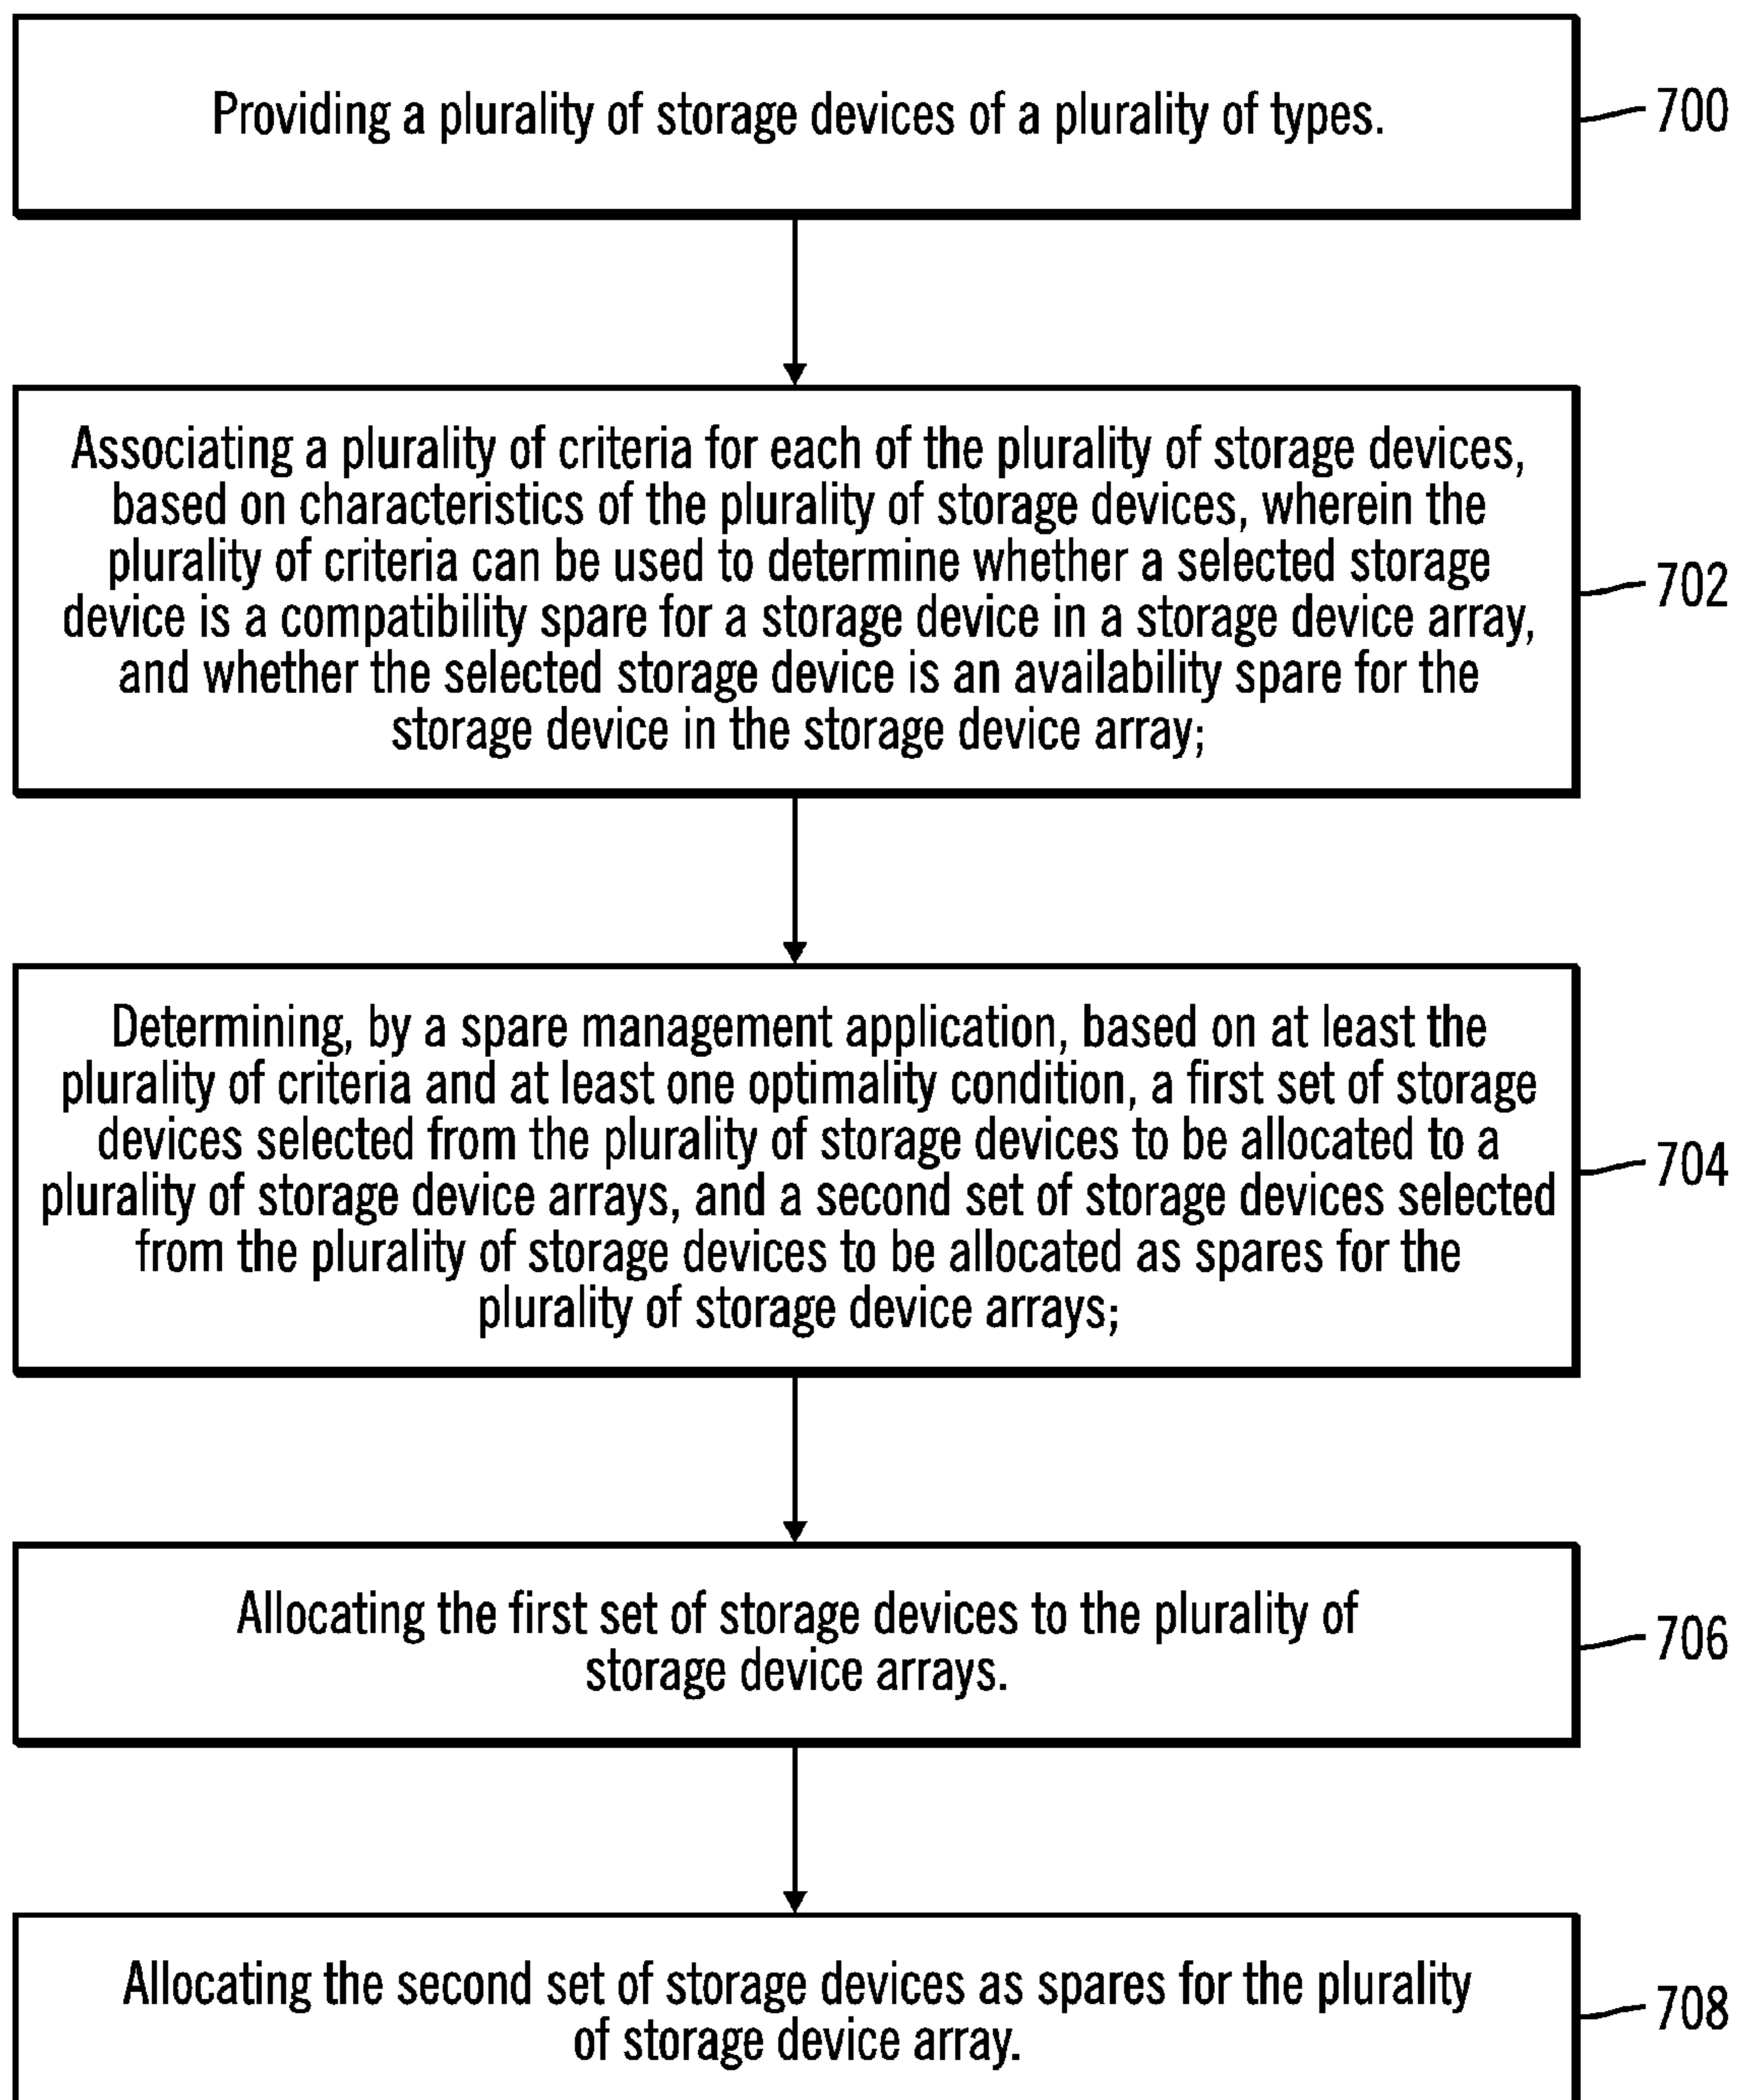 Providing a plurality of storage devices of a plurality of types.
700
Associating a plurality of criteria for each of the plurality of storage devices,
based on characteristics of the plurality of storage devices, wherein the
plurality of criteria can be used to determine whether a selected storage
device is a compatibility spare for a storage device in a storage device array,
and whether the selected storage device is an availability spare for the
storage device in the storage device array;
702
Determining, by a spare management application, based on at least the
plurality of criteria and at least one optimality condition, a first set of storage
devices selected from the plurality of storage devices to be allocated to a
plurality of storage device arrays, and a second set of storage devices selected
from the plurality of storage devices to be allocated as spares for the
plurality of storage device arrays;
704
Allocating the first set of storage devices to the plurality of
storage device arrays.
706
Allocating the second set of storage devices as spares for the plurality
of storage device array.
708